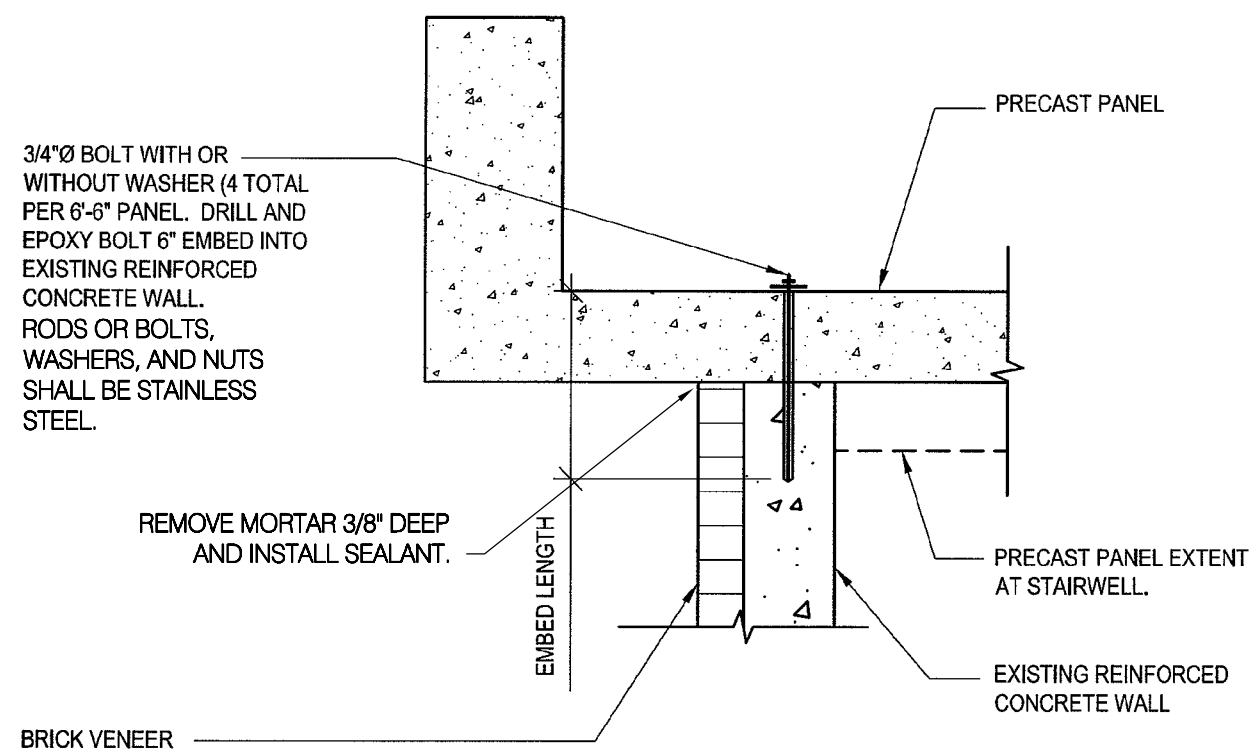 PRECAST PANEL
3/4"Ø BOLT WITH OR
WITHOUT WASHER (4 TOTAL
PER 6'-6" PANEL. DRILL AND
EPOXY BOLT 6" EMBED INTO
EXISTING REINFORCED
CONCRETE WALL.
RODS OR BOLTS,
WASHERS, AND NUTS
SHALL BE STAINLESS
STEEL.
REMOVE MORTAR 3/8" DEEP
AND INSTALL SEALANT.
EMBED LENGTH
PRECAST PANEL EXTENT
AT STAIRWELL.
EXISTING REINFORCED
CONCRETE WALL
BRICK VENEER